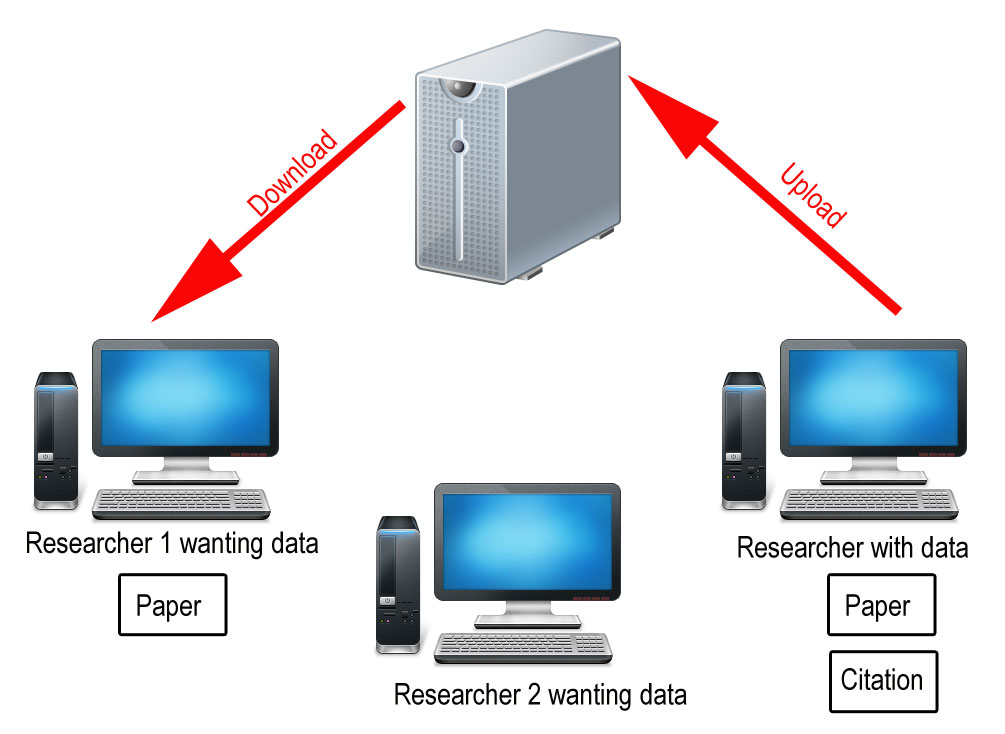 Download
Upload
Researcher 1 wanting data
Paper
Researcher 2 wanting data
Researcher with data
Paper
Citation